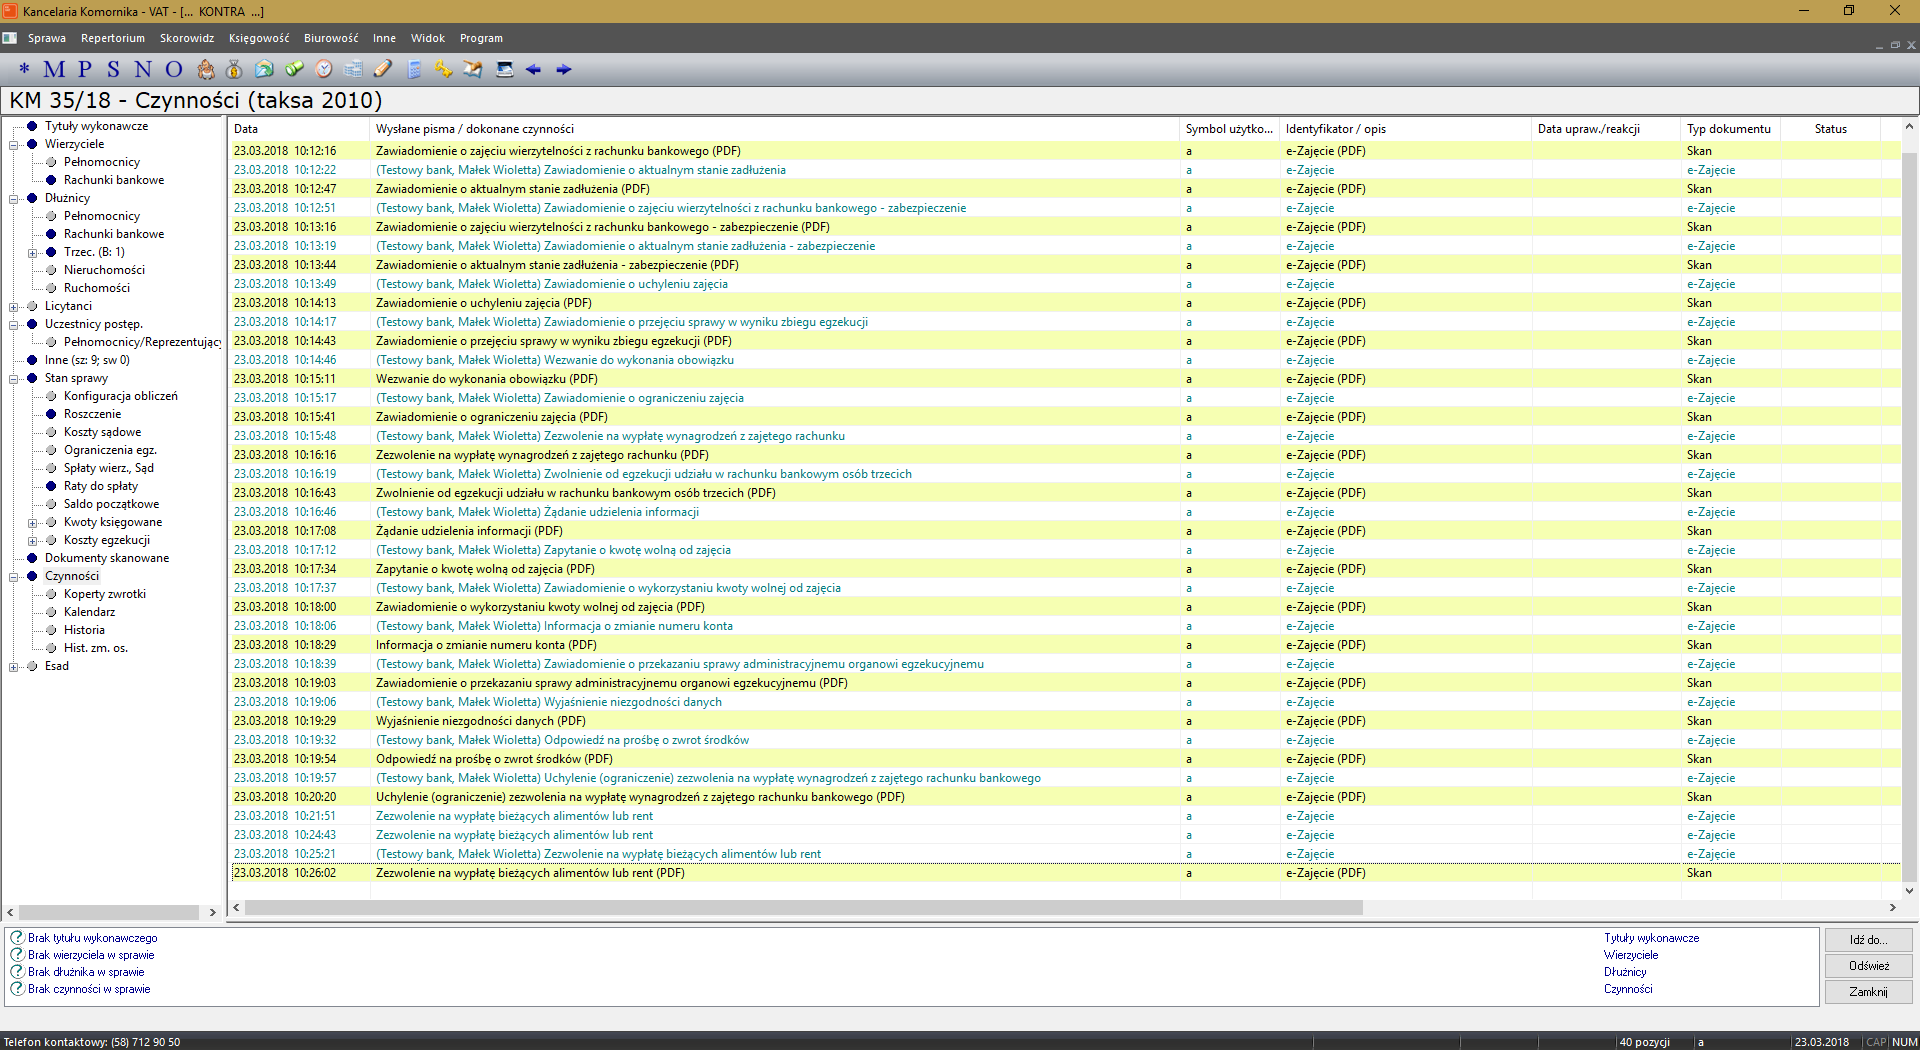 Kancelaria Komornika - VAT - [... KONTRA ...]
Sprawa Repertorium Skorowidz Księgowość Biurowość Inne Widok Program
* M P S N O
KM 35/18 - Czynności (taksa 2010)
Tytuły wykonawcze
Wierzyciele
Pełnomocnicy
Rachunki bankowe
Dłużnicy
Pełnomocnicy
Rachunki bankowe
Trzec. (B: 1)
Nieruchomości
Ruchomości
Licytanci
Uczestnicy postęp.
Pełnomocnicy/Reprezentujący
Inne (sz: 9; sw 0)
Stan sprawy
Konfiguracja obliczeń
Roszczenie
Koszty sądowe
Ograniczenia egz.
Spłaty wierz., Sąd
Raty do spłaty
Saldo początkowe
Kwoty księgowane
Koszty egzekucji
Dokumenty skanowane
Czynności
Koperty zwrotki
Kalendarz
Historia
Hist. zm. os.
Esad
Data Wysłane pisma / dokonane czynności Symbol użytko... Identyfikator / opis Data upraw./reakcji Typ dokumentu Status
23.03.2018 10:12:16 Zawiadomienie o zajęciu wierzytelności z rachunku bankowego (PDF) a e-Zajęcie (PDF) Skan
23.03.2018 10:12:22 (Testowy bank, Małek Wioletta) Zawiadomienie o aktualnym stanie zadłużenia a e-Zajęcie e-Zajęcie
23.03.2018 10:12:47 Zawiadomienie o aktualnym stanie zadłużenia (PDF) a e-Zajęcie (PDF) Skan
23.03.2018 10:12:51 (Testowy bank, Małek Wioletta) Zawiadomienie o zajęciu wierzytelności z rachunku bankowego - zabezpieczenie a e-Zajęcie e-Zajęcie
23.03.2018 10:13:16 Zawiadomienie o zajęciu wierzytelności z rachunku bankowego - zabezpieczenie (PDF) a e-Zajęcie (PDF) Skan
23.03.2018 10:13:19 (Testowy bank, Małek Wioletta) Zawiadomienie o aktualnym stanie zadłużenia - zabezpieczenie a e-Zajęcie e-Zajęcie
23.03.2018 10:13:44 Zawiadomienie o aktualnym stanie zadłużenia - zabezpieczenie (PDF) a e-Zajęcie (PDF) Skan
23.03.2018 10:13:49 (Testowy bank, Małek Wioletta) Zawiadomienie o uchyleniu zajęcia a e-Zajęcie e-Zajęcie
23.03.2018 10:14:13 Zawiadomienie o uchyleniu zajęcia (PDF) a e-Zajęcie (PDF) Skan
23.03.2018 10:14:17 (Testowy bank, Małek Wioletta) Zawiadomienie o przejęciu sprawy w wyniku zbiegu egzekucji a e-Zajęcie e-Zajęcie
23.03.2018 10:14:43 Zawiadomienie o przejęciu sprawy w wyniku zbiegu egzekucji (PDF) a e-Zajęcie (PDF) Skan
23.03.2018 10:14:46 (Testowy bank, Małek Wioletta) Wezwanie do wykonania obowiązku a e-Zajęcie e-Zajęcie
23.03.2018 10:15:11 Wezwanie do wykonania obowiązku (PDF) a e-Zajęcie (PDF) Skan
23.03.2018 10:15:17 (Testowy bank, Małek Wioletta) Zawiadomienie o ograniczeniu zajęcia a e-Zajęcie e-Zajęcie
23.03.2018 10:15:41 Zawiadomienie o ograniczeniu zajęcia (PDF) a e-Zajęcie (PDF) Skan
23.03.2018 10:15:48 (Testowy bank, Małek Wioletta) Zezwolenie na wypłatę wynagrodzeń z zajętego rachunku a e-Zajęcie e-Zajęcie
23.03.2018 10:16:16 Zezwolenie na wypłatę wynagrodzeń z zajętego rachunku (PDF) a e-Zajęcie (PDF) Skan
23.03.2018 10:16:19 (Testowy bank, Małek Wioletta) Zwolnienie od egzekucji udziału w rachunku bankowym osób trzecich a e-Zajęcie e-Zajęcie
23.03.2018 10:16:43 Zwolnienie od egzekucji udziału w rachunku bankowym osób trzecich (PDF) a e-Zajęcie (PDF) Skan
23.03.2018 10:16:46 (Testowy bank, Małek Wioletta) Żądanie udzielenia informacji a e-Zajęcie e-Zajęcie
23.03.2018 10:17:08 Żądanie udzielenia informacji (PDF) a e-Zajęcie (PDF) Skan
23.03.2018 10:17:12 (Testowy bank, Małek Wioletta) Zapytanie o kwotę wolną od zajęcia a e-Zajęcie e-Zajęcie
23.03.2018 10:17:34 Zapytanie o kwotę wolną od zajęcia (PDF) a e-Zajęcie (PDF) Skan
23.03.2018 10:17:37 (Testowy bank, Małek Wioletta) Zawiadomienie o wykorzystaniu kwoty wolnej od zajęcia a e-Zajęcie e-Zajęcie
23.03.2018 10:18:00 Zawiadomienie o wykorzystaniu kwoty wolnej od zajęcia (PDF) a e-Zajęcie (PDF) Skan
23.03.2018 10:18:06 (Testowy bank, Małek Wioletta) Informacja o zmianie numeru konta a e-Zajęcie e-Zajęcie
23.03.2018 10:18:29 Informacja o zmianie numeru konta (PDF) a e-Zajęcie (PDF) Skan
23.03.2018 10:18:39 (Testowy bank, Małek Wioletta) Zawiadomienie o przekazaniu sprawy administracyjnemu organowi egzekucyjnemu a e-Zajęcie e-Zajęcie
23.03.2018 10:19:03 Zawiadomienie o przekazaniu sprawy administracyjnemu organowi egzekucyjnemu (PDF) a e-Zajęcie (PDF) Skan
23.03.2018 10:19:06 (Testowy bank, Małek Wioletta) Wyjaśnienie niezgodności danych a e-Zajęcie e-Zajęcie
23.03.2018 10:19:29 Wyjaśnienie niezgodności danych (PDF) a e-Zajęcie (PDF) Skan
23.03.2018 10:19:32 (Testowy bank, Małek Wioletta) Odpowiedź na prośbę o zwrot środków a e-Zajęcie e-Zajęcie
23.03.2018 10:19:54 Odpowiedź na prośbę o zwrot środków (PDF) a e-Zajęcie (PDF) Skan
23.03.2018 10:19:57 (Testowy bank, Małek Wioletta) Uchylenie (ograniczenie) zezwolenia na wypłatę wynagrodzeń z zajętego rachunku bankowego a e-Zajęcie e-Zajęcie
23.03.2018 10:20:20 Uchylenie (ograniczenie) zezwolenia na wypłatę wynagrodzeń z zajętego rachunku bankowego (PDF) a e-Zajęcie (PDF) Skan
23.03.2018 10:21:51 Zezwolenie na wypłatę bieżących alimentów lub rent a e-Zajęcie e-Zajęcie
23.03.2018 10:24:43 Zezwolenie na wypłatę bieżących alimentów lub rent a e-Zajęcie e-Zajęcie
23.03.2018 10:25:21 (Testowy bank, Małek Wioletta) Zezwolenie na wypłatę bieżących alimentów lub rent a e-Zajęcie e-Zajęcie
23.03.2018 10:26:02 Zezwolenie na wypłatę bieżących alimentów lub rent (PDF) a e-Zajęcie (PDF) Skan
Brak tytułu wykonawczego Tytuły wykonawcze
Brak wierzyciela w sprawie Wierzyciele
Brak dłużnika w sprawie Dłużnicy
Brak czynności w sprawie Czynności
Idź do...
Odśwież
Zamknij
Telefon kontaktowy: (58) 712 90 50 40 pozycji a 23.03.2018 CAP NUM